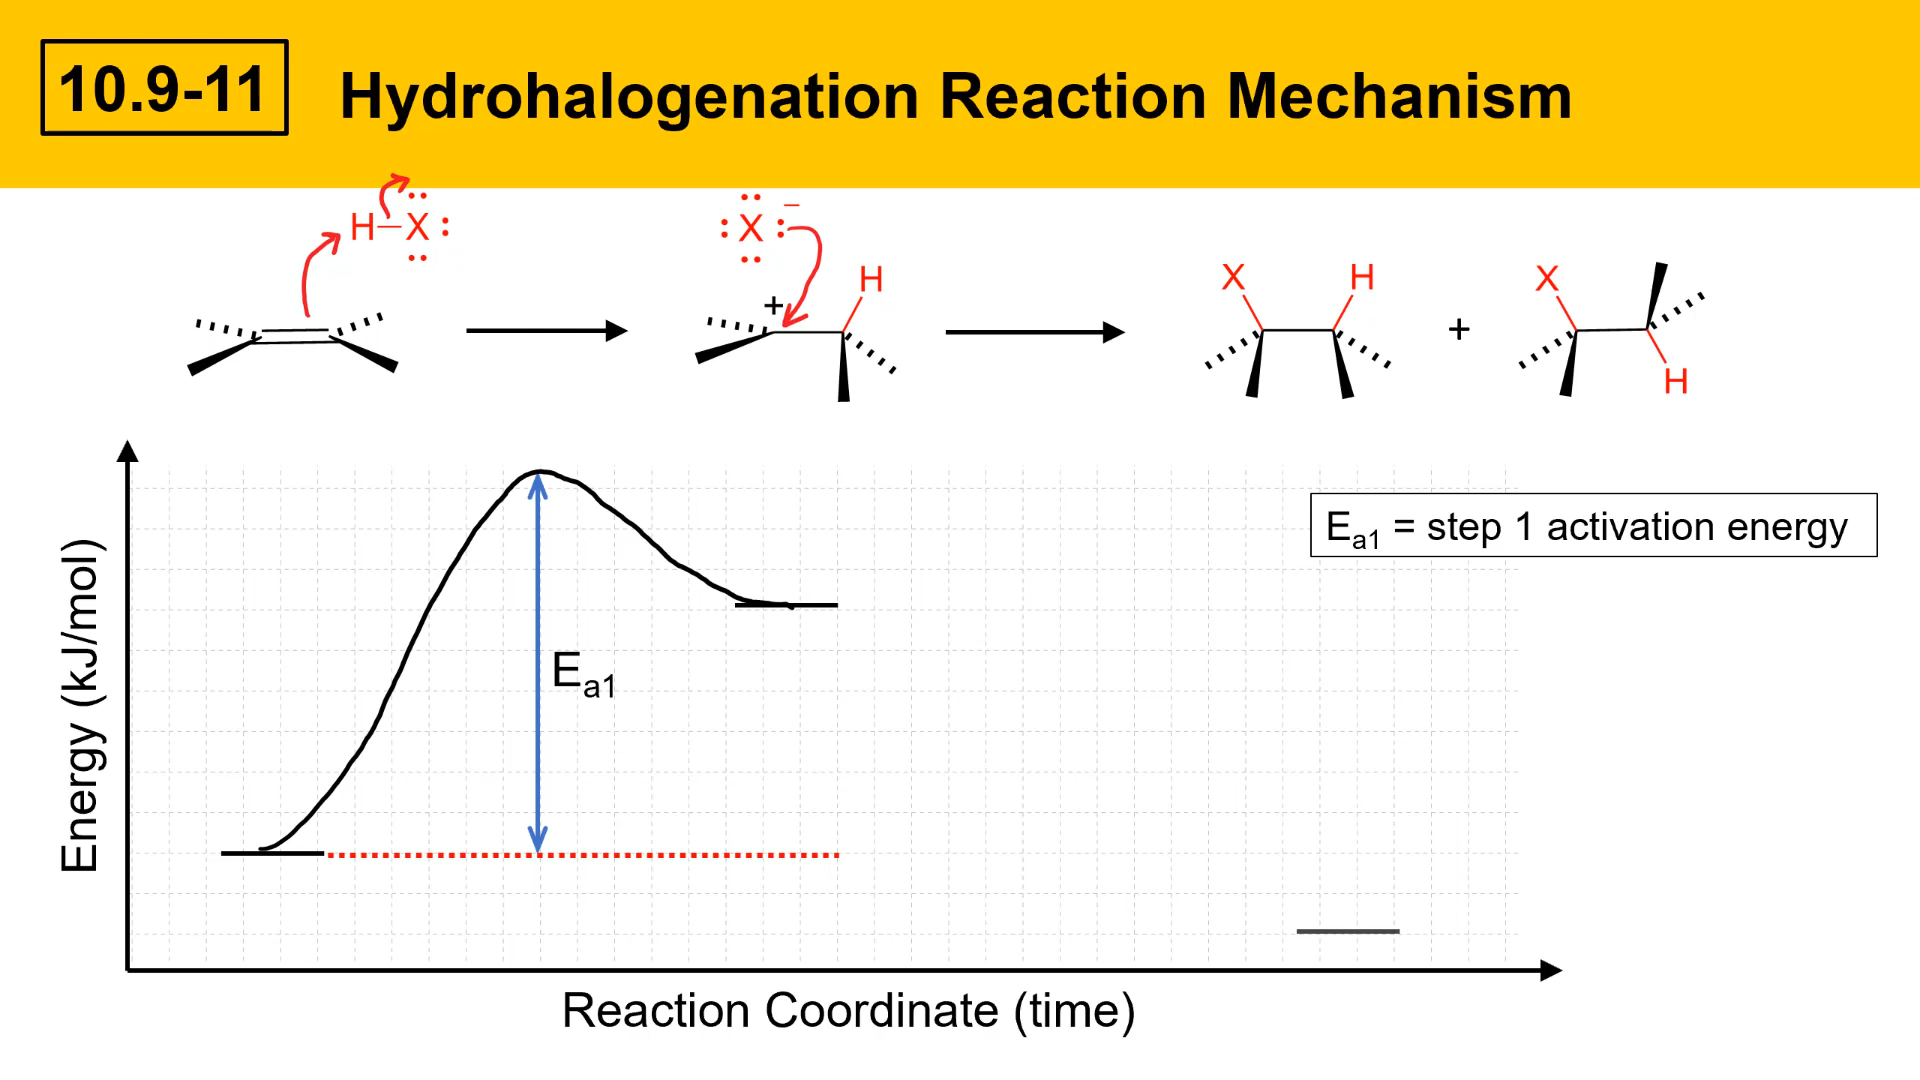 10.9-11
Hydrohalogenation Reaction Mechanism
H–X
X –
+
H
X H
+
X
H
Energy (kJ/mol)
Ea1
Ea1 = step 1 activation energy
Reaction Coordinate (time)